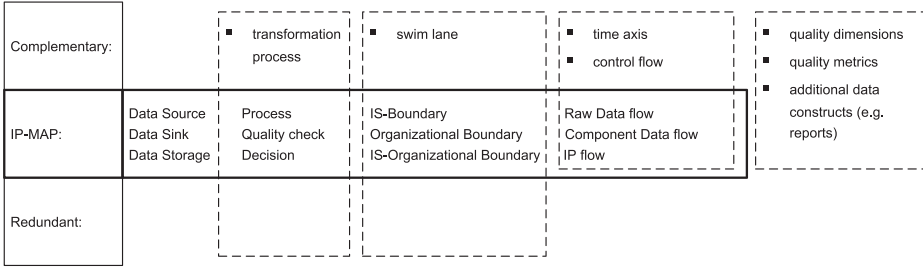 Complementary:
▪ transformation
process
▪ swim lane
▪ time axis
▪ control flow
▪ quality dimensions
▪ quality metrics
▪ additional data
constructs (e.g.
reports)
IP-MAP:
Data Source
Data Sink
Data Storage
Process
Quality check
Decision
IS-Boundary
Organizational Boundary
IS-Organizational Boundary
Raw Data flow
Component Data flow
IP flow
Redundant: